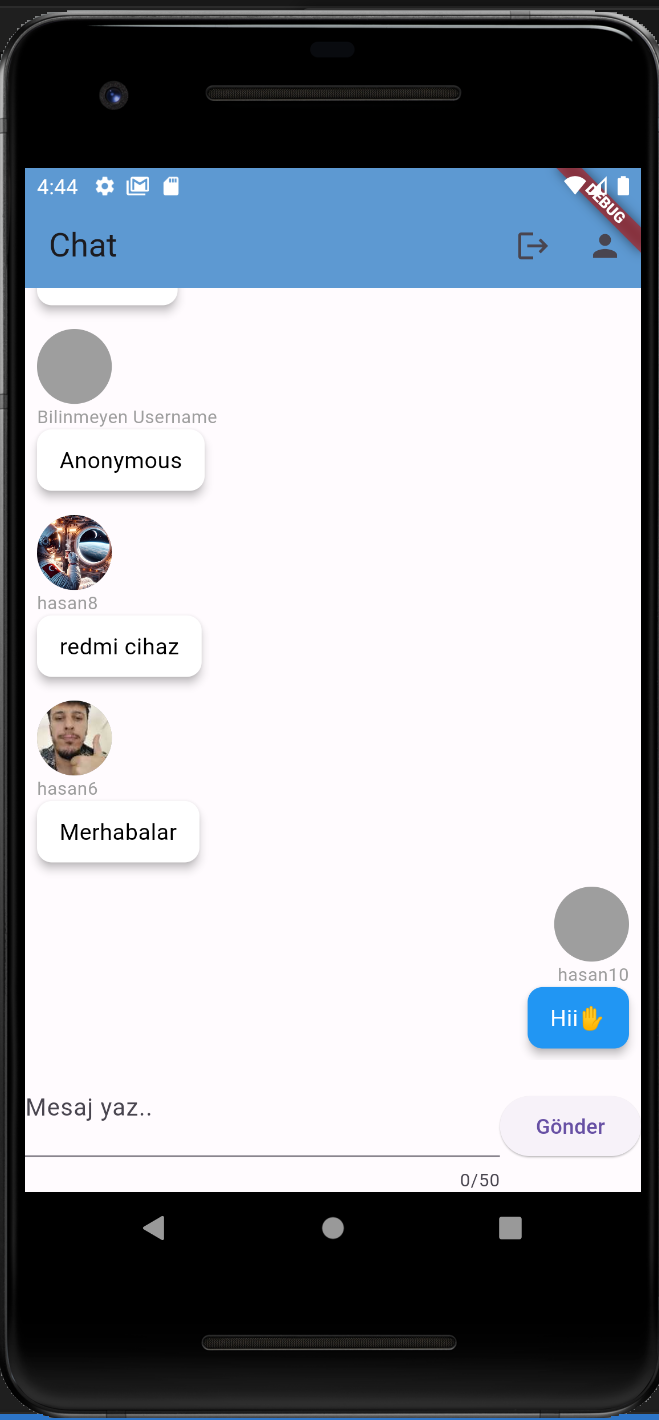 4:44
DEBUG
Chat
Bilinmeyen Username
Anonymous
hasan8
redmi cihaz
hasan6
Merhabalar
hasan10
Hii✋
Mesaj yaz..
Gönder
0/50